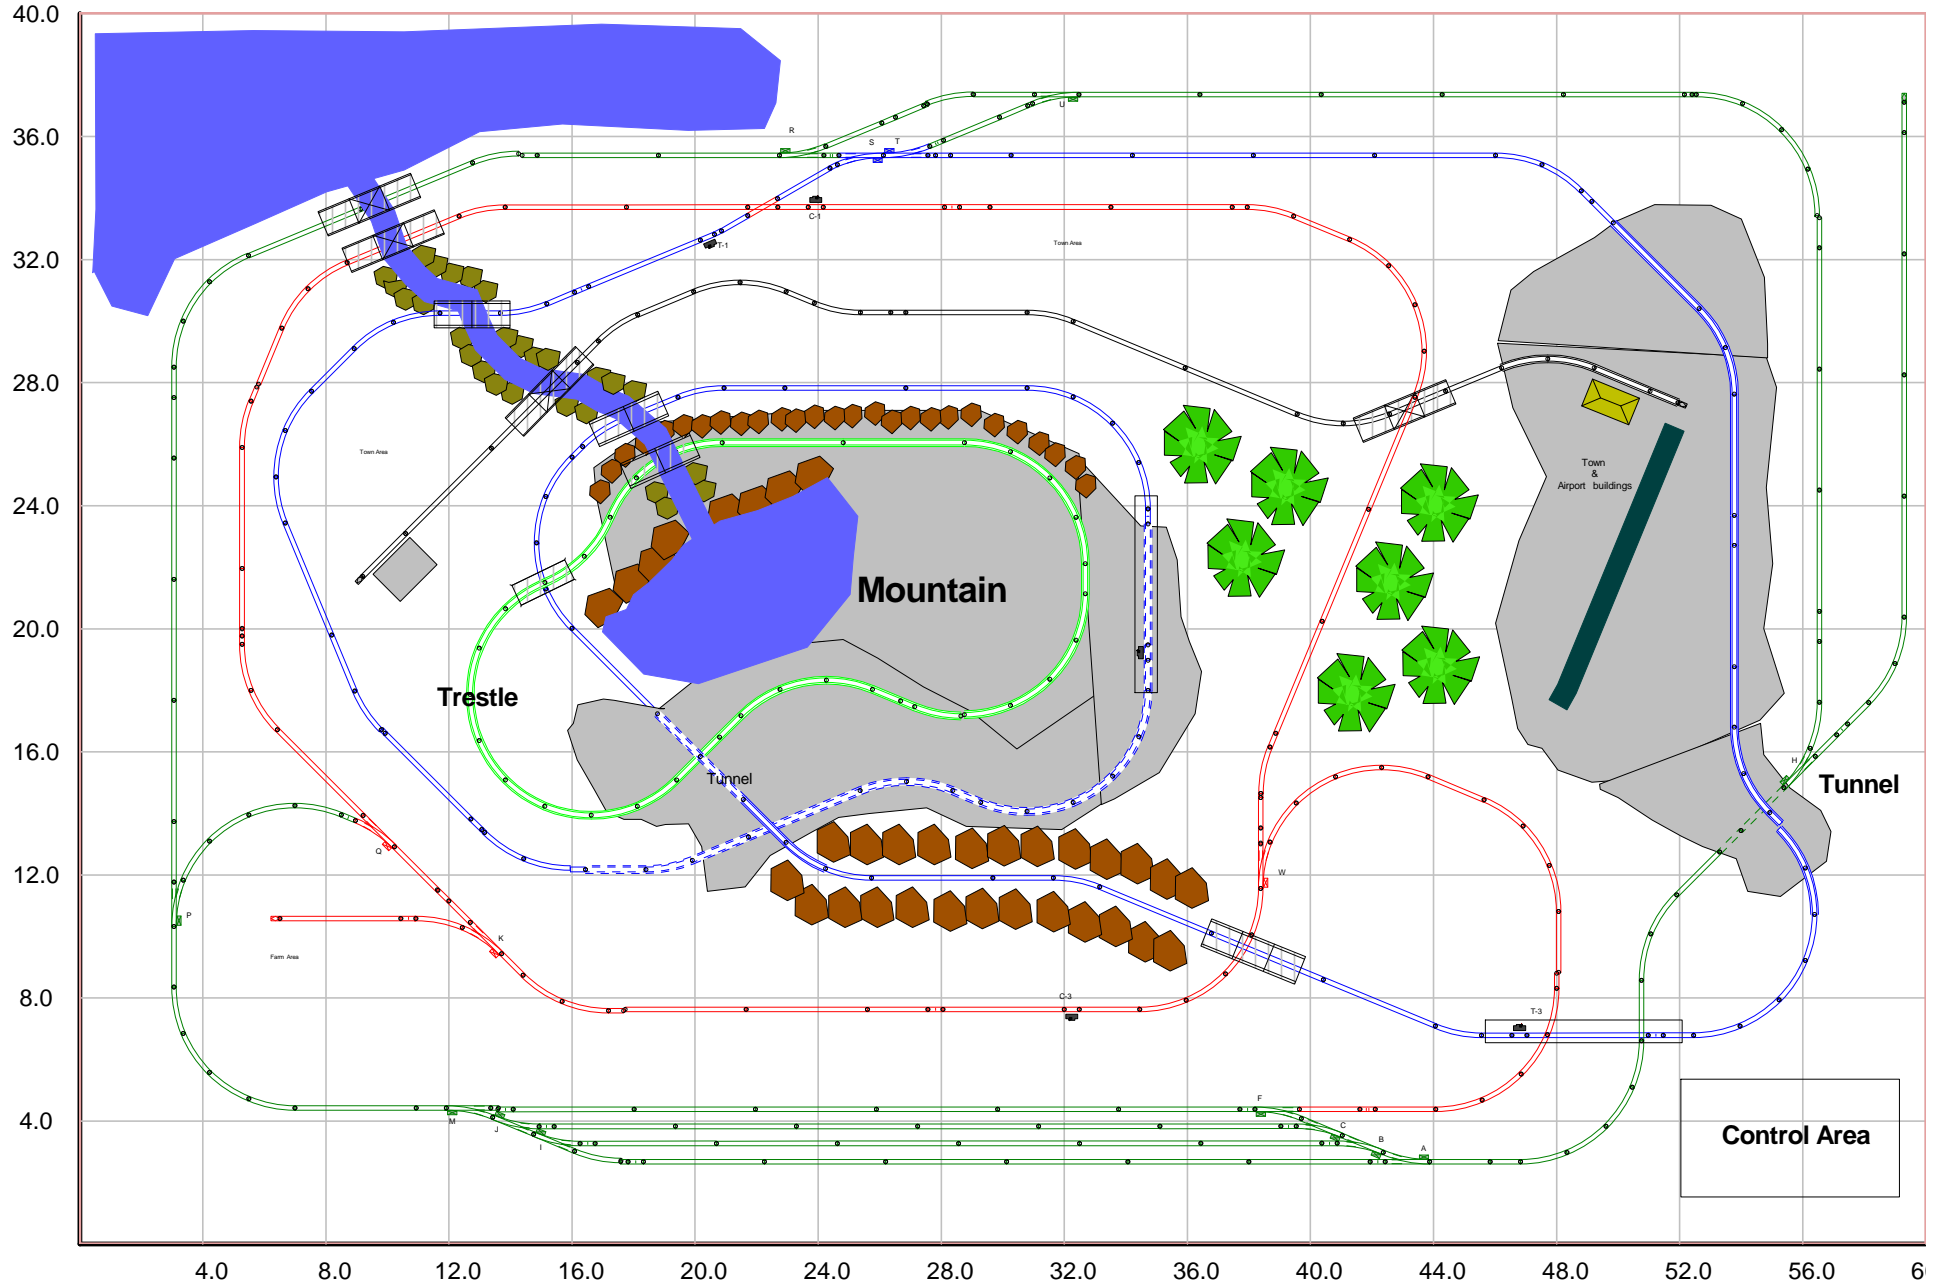 40.0
36.0
R
S
T
U
C-1
T-1
Town Area
32.0
28.0
Town Area
Town
&
Airport buildings
24.0
Mountain
20.0
Trestle
16.0
Tunnel
H
Tunnel
Q
12.0
W
P
K
Farm Area
8.0
C-3
T-3
F
4.0
M
J
I
C
B
A
Control Area
4.0 8.0 12.0 16.0 20.0 24.0 28.0 32.0 36.0 40.0 44.0 48.0 52.0 56.0 60